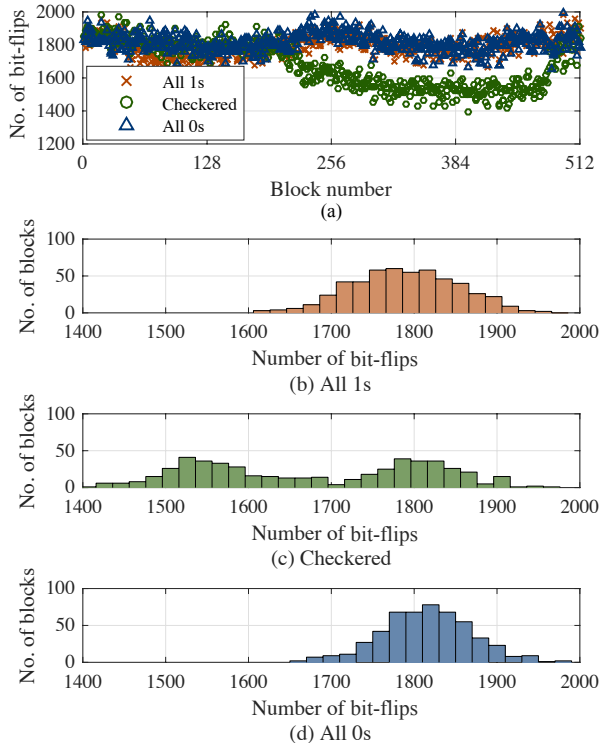 No. of bit-flips
2000
1800
1600
1400
1200
All 1s
Checkered
All 0s
0 128 256 384 512
Block number
(a)
No. of blocks
100
50
0
1400 1500 1600 1700 1800 1900 2000
Number of bit-flips
(b) All 1s
No. of blocks
100
50
0
1400 1500 1600 1700 1800 1900 2000
Number of bit-flips
(c) Checkered
No. of blocks
100
50
0
1400 1500 1600 1700 1800 1900 2000
Number of bit-flips
(d) All 0s